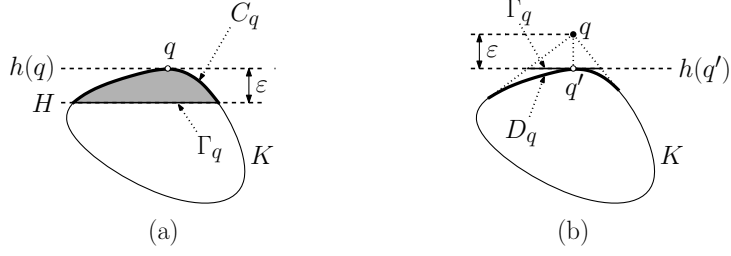 C_q
q
h(q)
ε
H
Γ_q
K
(a)
Γ_q
q
ε
h(q′)
q′
D_q
K
(b)